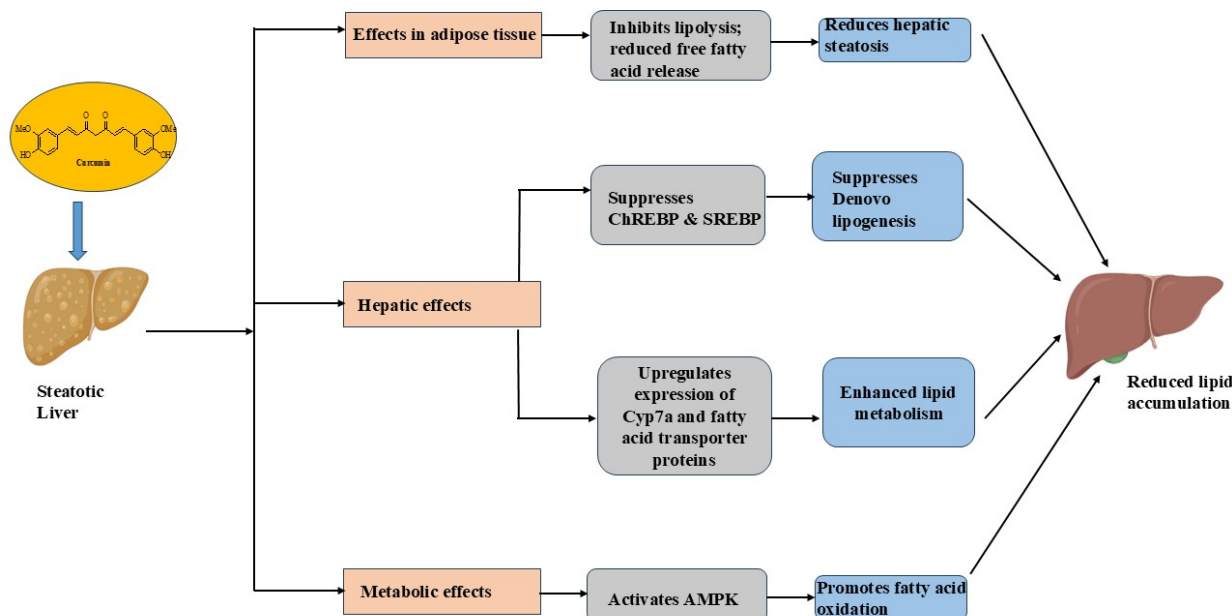 MeO
O
O
OMe
HO
OH
Curcumin
Steatotic
Liver
Effects in adipose tissue
Inhibits lipolysis;
reduced free fatty
acid release
Reduces hepatic
steatosis
Hepatic effects
Suppresses
ChREBP & SREBP
Suppresses
Denovo
lipogenesis
Upregulates
expression of
Cyp7a and fatty
acid transporter
proteins
Enhanced lipid
metabolism
Metabolic effects
Activates AMPK
Promotes fatty acid
oxidation
Reduced lipid
accumulation